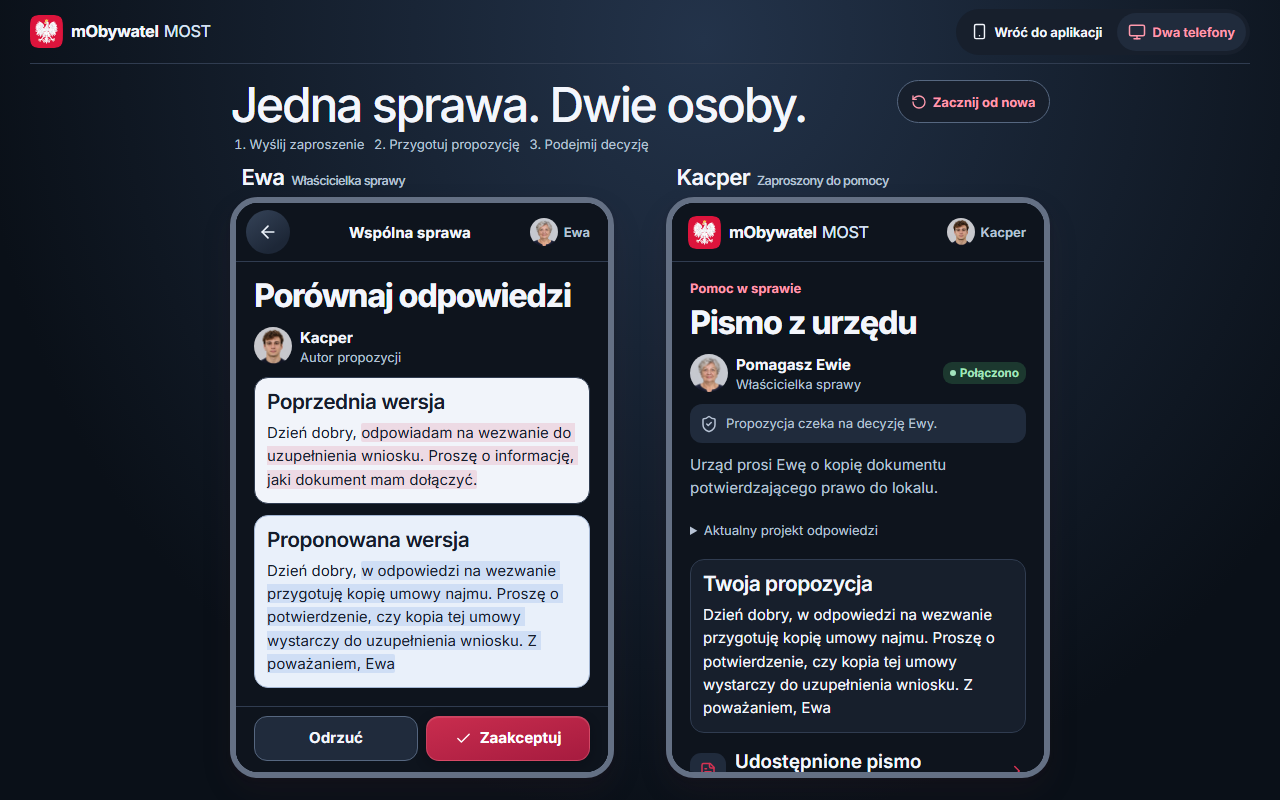 mObywatel MOST
Wróć do aplikacji
Dwa telefony
Jedna sprawa. Dwie osoby.
Zacznij od nowa
1. Wyślij zaproszenie 2. Przygotuj propozycję 3. Podejmij decyzję
Ewa Właścicielka sprawy
Wspólna sprawa
Ewa
Porównaj odpowiedzi
Kacper
Autor propozycji
Poprzednia wersja
Dzień dobry, odpowiadam na wezwanie do
uzupełnienia wniosku. Proszę o informację,
jaki dokument mam dołączyć.
Proponowana wersja
Dzień dobry, w odpowiedzi na wezwanie
przygotuję kopię umowy najmu. Proszę o
potwierdzenie, czy kopia tej umowy
wystarczy do uzupełnienia wniosku. Z
poważaniem, Ewa
Odrzuć
Zaakceptuj
Kacper Zaproszony do pomocy
mObywatel MOST
Kacper
Pomoc w sprawie
Pismo z urzędu
Pomagasz Ewie
Właścicielka sprawy
Połączono
Propozycja czeka na decyzję Ewy.
Urząd prosi Ewę o kopię dokumentu
potwierdzającego prawo do lokalu.
Aktualny projekt odpowiedzi
Twoja propozycja
Dzień dobry, w odpowiedzi na wezwanie
przygotuję kopię umowy najmu. Proszę o
potwierdzenie, czy kopia tej umowy
wystarczy do uzupełnienia wniosku. Z
poważaniem, Ewa
Udostępnione pismo